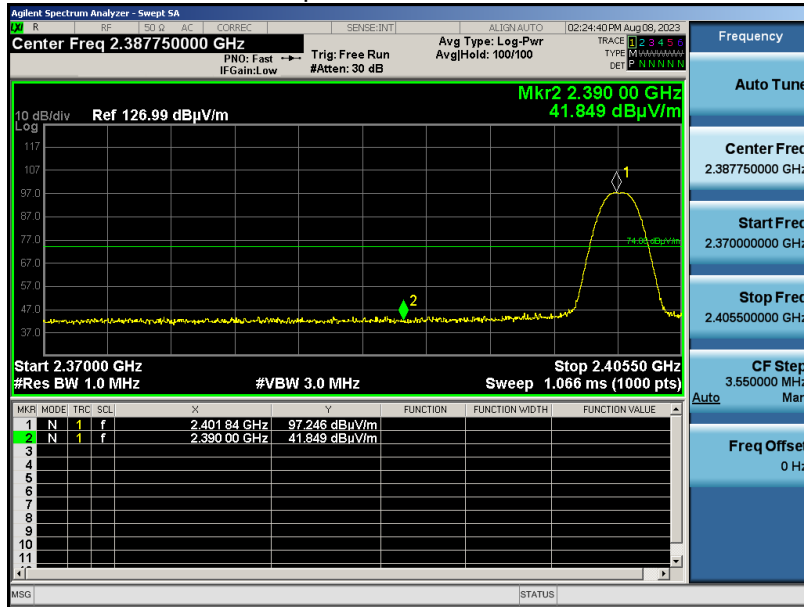 Agilent Spectrum Analyzer - Swept SA
LXI R RF 50 Ω AC CORREC SENSE:INT ALIGN AUTO 02:24:40 PM Aug 08, 2023
Center Freq 2.387750000 GHz
PNO: Fast
IFGain:Low
Trig: Free Run
#Atten: 30 dB
Avg Type: Log-Pwr
Avg|Hold: 100/100
TRACE 1 2 3 4 5 6
TYPE M
DET P N N N N N
Mkr2 2.390 00 GHz
41.849 dBµV/m
10 dB/div Ref 126.99 dBµV/m
Log
117
107
97.0
87.0
77.0
67.0
57.0
47.0
37.0
1
74.00 dBµV/m
2
Start 2.37000 GHz Stop 2.40550 GHz
#Res BW 1.0 MHz #VBW 3.0 MHz Sweep 1.066 ms (1000 pts)
MKR MODE TRC SCL X Y FUNCTION FUNCTION WIDTH FUNCTION VALUE
1 N 1 f 2.401 84 GHz 97.246 dBµV/m
2 N 1 f 2.390 00 GHz 41.849 dBµV/m
3
4
5
6
7
8
9
10
11
MSG STATUS
Frequency
Auto Tune
Center Freq
2.387750000 GHz
Start Freq
2.370000000 GHz
Stop Freq
2.405500000 GHz
CF Step
3.550000 MHz
Auto Man
Freq Offset
0 Hz